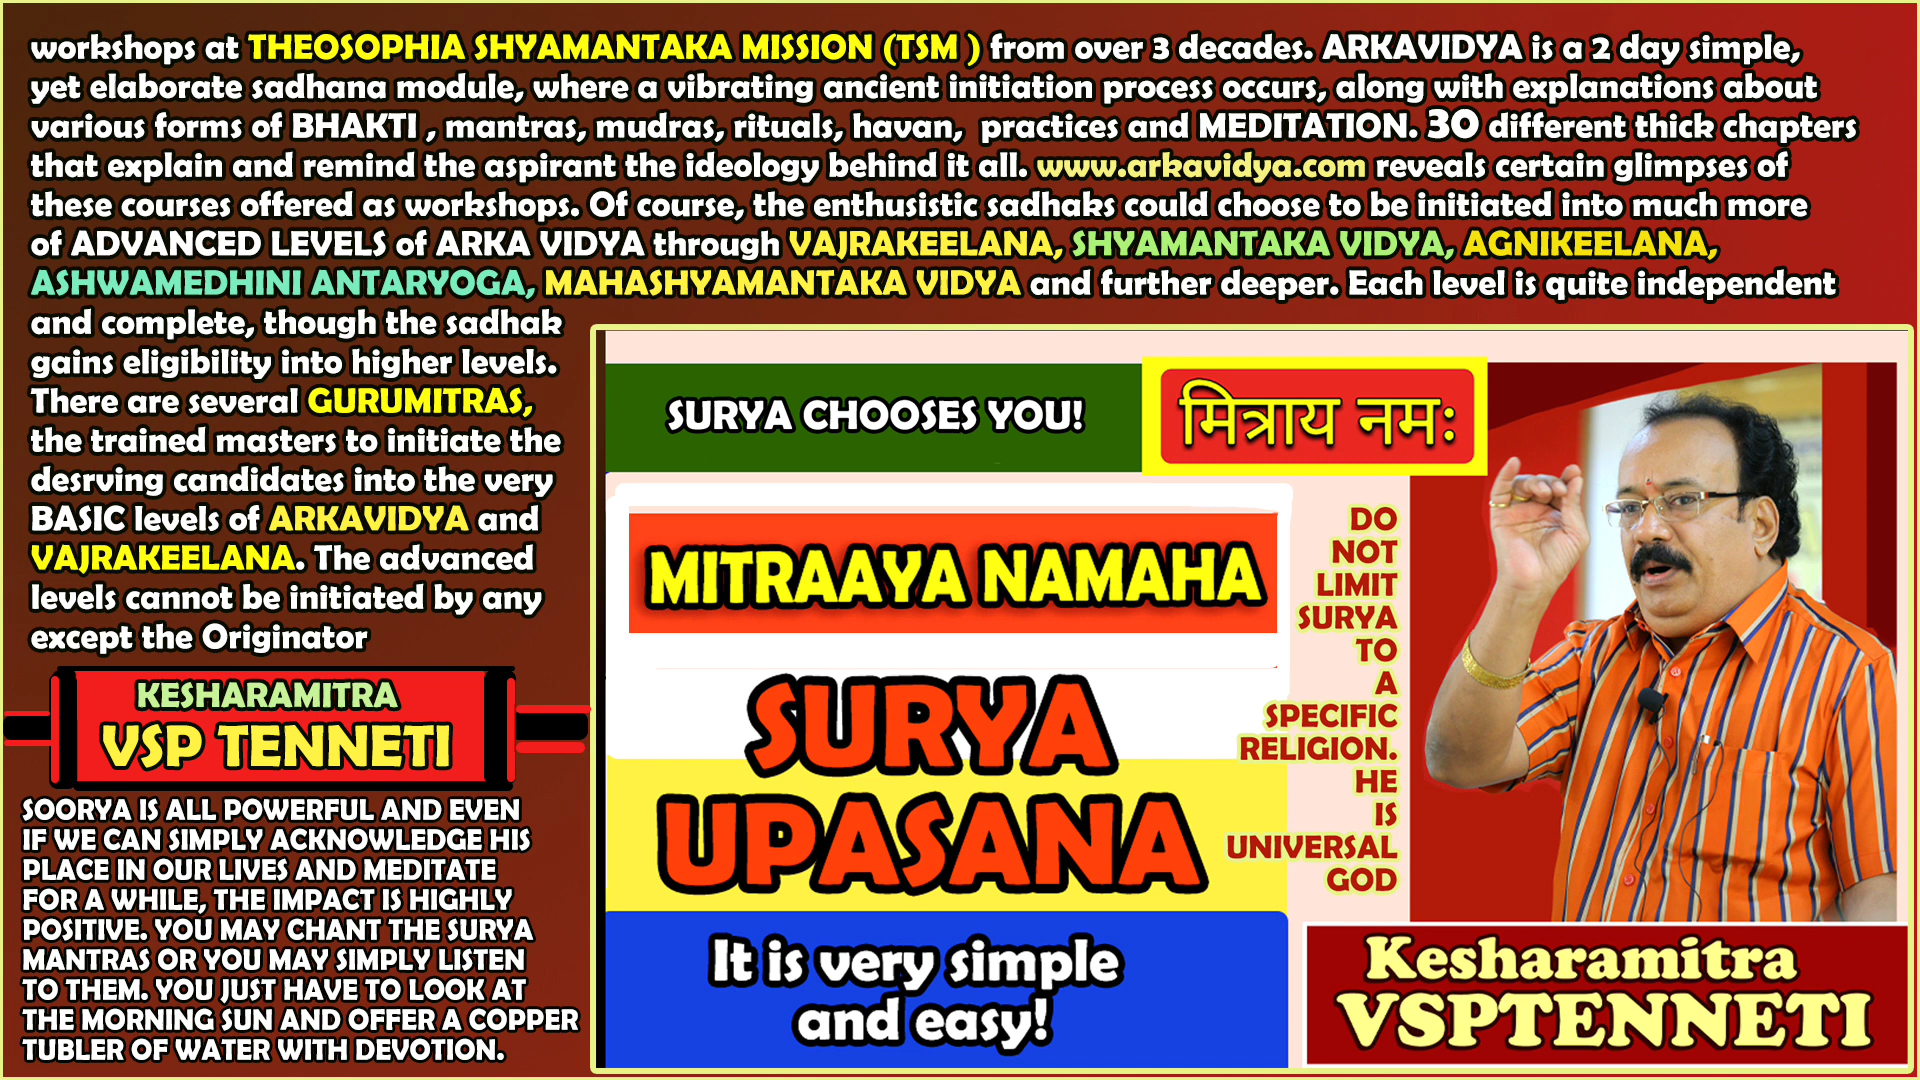 workshops at THEOSOPHIA SHYAMANTAKA MISSION (TSM ) from over 3 decades. ARKAVIDYA is a 2 day simple,
yet elaborate sadhana module, where a vibrating ancient initiation process occurs, along with explanations about
various forms of BHAKTI , mantras, mudras, rituals, havan, practices and MEDITATION. 30 different thick chapters
that explain and remind the aspirant the ideology behind it all. www.arkavidya.com reveals certain glimpses of
these courses offered as workshops. Of course, the enthusistic sadhaks could choose to be initiated into much more
of ADVANCED LEVELS of ARKA VIDYA through VAJRAKEELANA, SHYAMANTAKA VIDYA, AGNIKEELANA,
ASHWAMEDHINI ANTARYOGA, MAHASHYAMANTAKA VIDYA and further deeper. Each level is quite independent
and complete, though the sadhak
gains eligibility into higher levels.
There are several GURUMITRAS,
the trained masters to initiate the
desrving candidates into the very
BASIC levels of ARKAVIDYA and
VAJRAKEELANA. The advanced
levels cannot be initiated by any
except the Originator
KESHARAMITRA
VSP TENNETI
SOORYA IS ALL POWERFUL AND EVEN
IF WE CAN SIMPLY ACKNOWLEDGE HIS
PLACE IN OUR LIVES AND MEDITATE
FOR A WHILE, THE IMPACT IS HIGHLY
POSITIVE. YOU MAY CHANT THE SURYA
MANTRAS OR YOU MAY SIMPLY LISTEN
TO THEM. YOU JUST HAVE TO LOOK AT
THE MORNING SUN AND OFFER A COPPER
TUBLER OF WATER WITH DEVOTION.
SURYA CHOOSES YOU!
मित्राय नमः
MITRAAYA NAMAHA
SURYA
UPASANA
It is very simple
and easy!
DO
NOT
LIMIT
SURYA
TO
A
SPECIFIC
RELIGION.
HE
IS
UNIVERSAL
GOD
Kesharamitra
VSPTENNETI